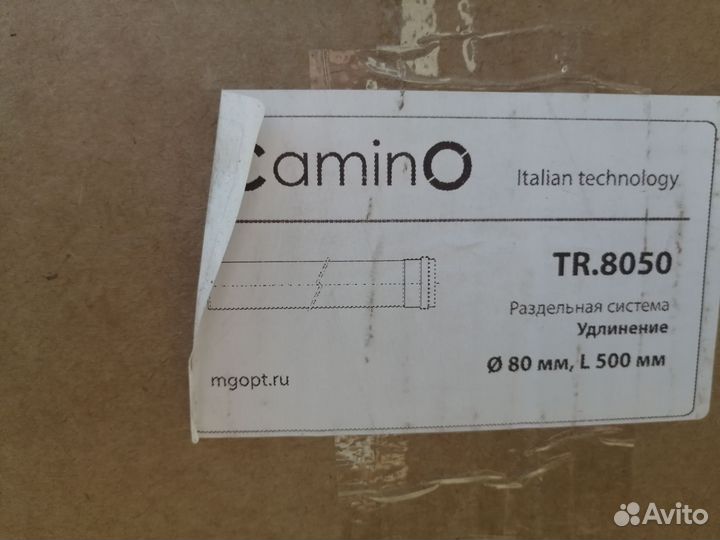 CaminO
Italian technology
TR.8050
Раздельная система
Удлинение
Ø 80 мм, L 500 мм
mgopt.ru
Avito